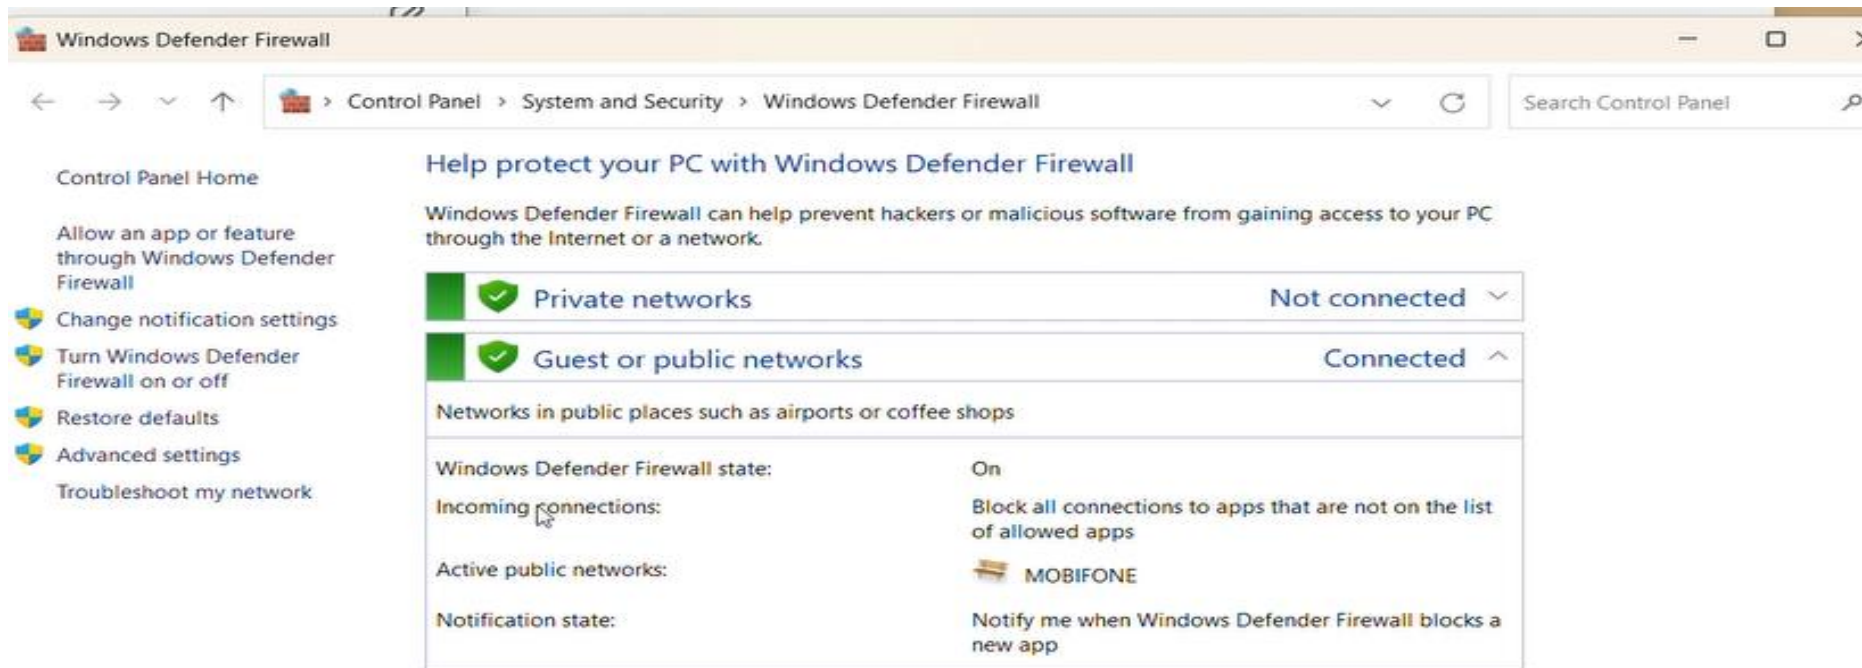 Windows Defender Firewall
Control Panel > System and Security > Windows Defender Firewall
Search Control Panel
Control Panel Home
Allow an app or feature
through Windows Defender
Firewall
Change notification settings
Turn Windows Defender
Firewall on or off
Restore defaults
Advanced settings
Troubleshoot my network
Help protect your PC with Windows Defender Firewall
Windows Defender Firewall can help prevent hackers or malicious software from gaining access to your PC
through the Internet or a network.
Private networks Not connected
Guest or public networks Connected
Networks in public places such as airports or coffee shops
Windows Defender Firewall state: On
Incoming connections: Block all connections to apps that are not on the list
of allowed apps
Active public networks: MOBIFONE
Notification state: Notify me when Windows Defender Firewall blocks a
new app